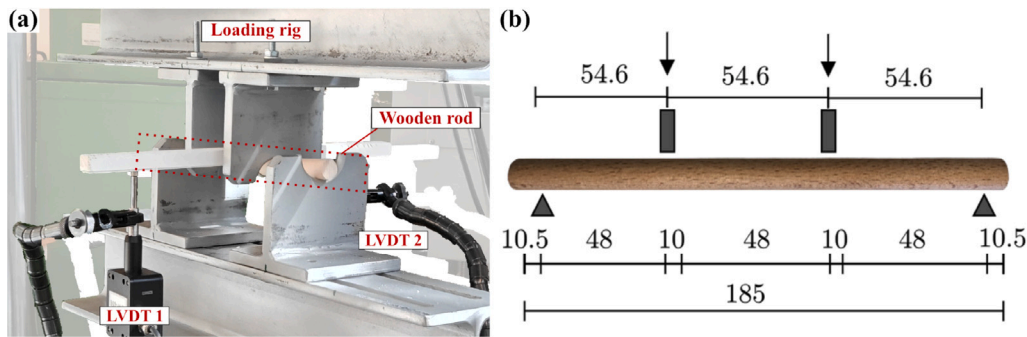 (a)
Loading rig
Wooden rod
LVDT 2
LVDT 1
(b)
54.6 54.6 54.6
10.5 48 10 48 10 48 10.5
185